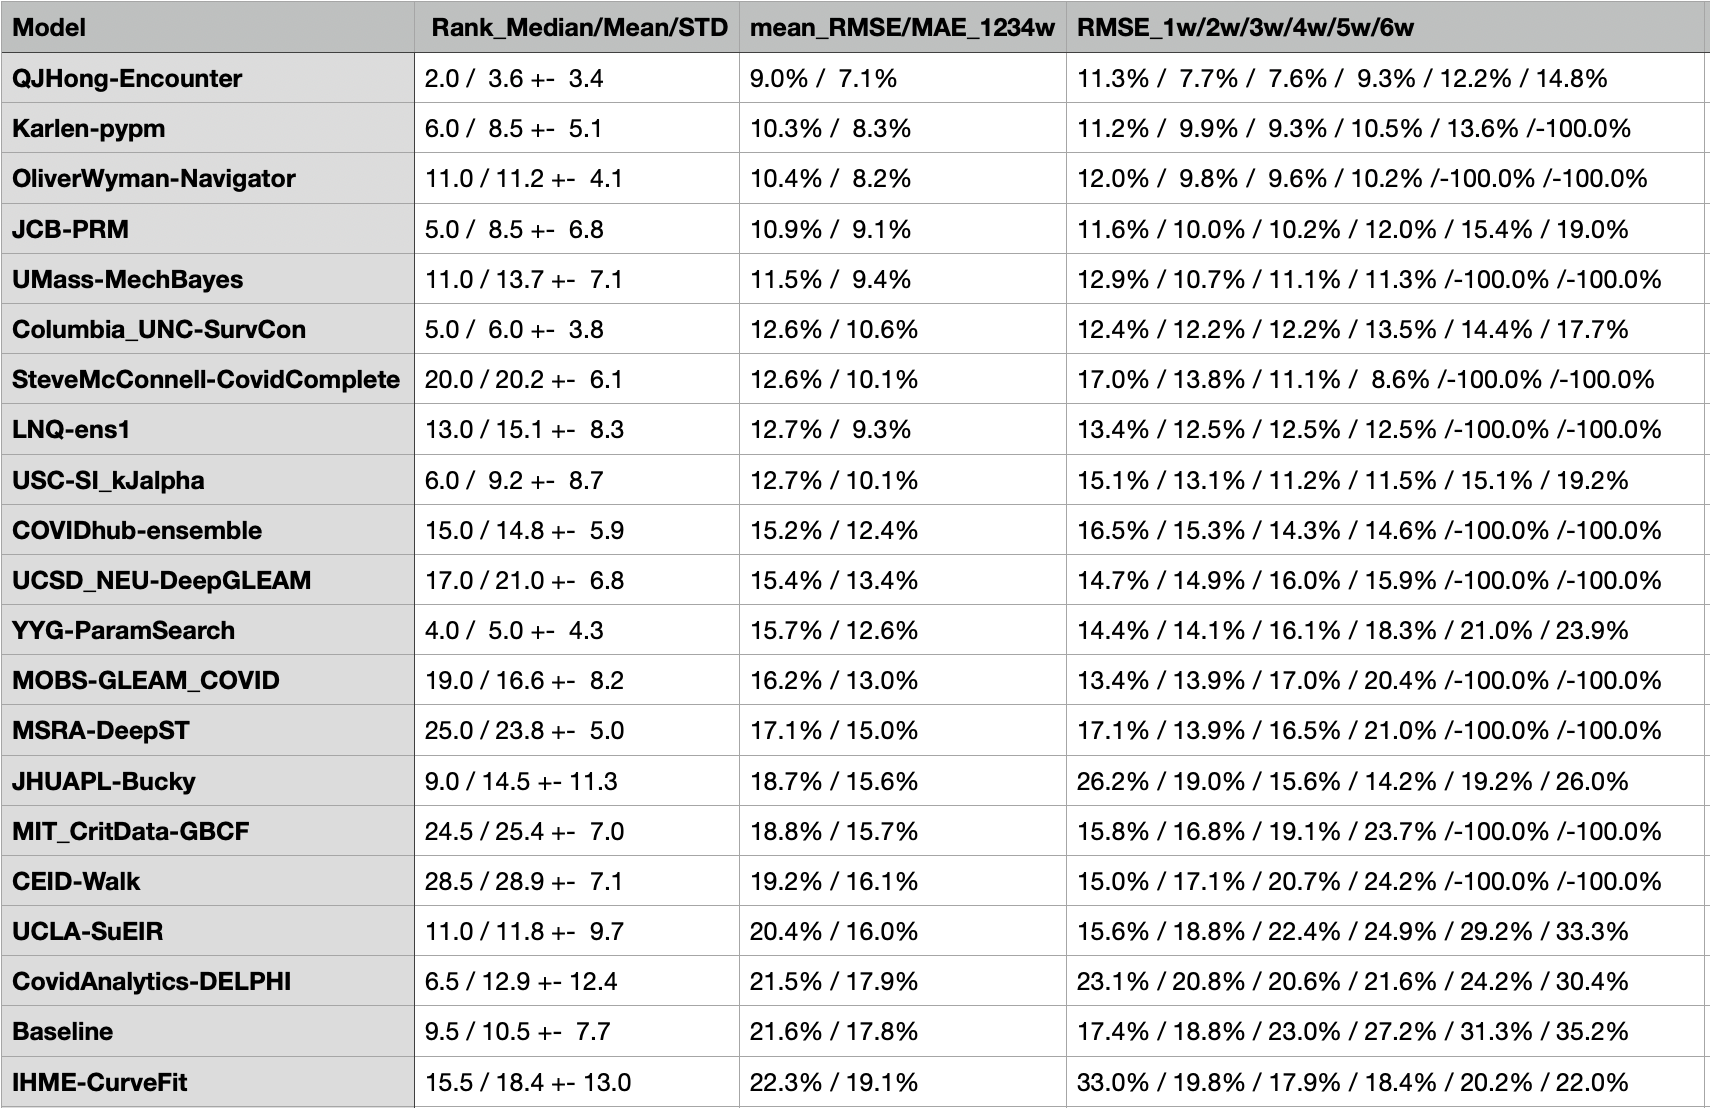 Model Rank_Median/Mean/STD mean_RMSE/MAE_1234w RMSE_1w/2w/3w/4w/5w/6w
QJHong-Encounter 2.0 / 3.6 +- 3.4 9.0% / 7.1% 11.3% / 7.7% / 7.6% / 9.3% / 12.2% / 14.8%
Karlen-pypm 6.0 / 8.5 +- 5.1 10.3% / 8.3% 11.2% / 9.9% / 9.3% / 10.5% / 13.6% /-100.0%
OliverWyman-Navigator 11.0 / 11.2 +- 4.1 10.4% / 8.2% 12.0% / 9.8% / 9.6% / 10.2% /-100.0% /-100.0%
JCB-PRM 5.0 / 8.5 +- 6.8 10.9% / 9.1% 11.6% / 10.0% / 10.2% / 12.0% / 15.4% / 19.0%
UMass-MechBayes 11.0 / 13.7 +- 7.1 11.5% / 9.4% 12.9% / 10.7% / 11.1% / 11.3% /-100.0% /-100.0%
Columbia_UNC-SurvCon 5.0 / 6.0 +- 3.8 12.6% / 10.6% 12.4% / 12.2% / 12.2% / 13.5% / 14.4% / 17.7%
SteveMcConnell-CovidComplete 20.0 / 20.2 +- 6.1 12.6% / 10.1% 17.0% / 13.8% / 11.1% / 8.6% /-100.0% /-100.0%
LNQ-ens1 13.0 / 15.1 +- 8.3 12.7% / 9.3% 13.4% / 12.5% / 12.5% / 12.5% /-100.0% /-100.0%
USC-SI_kJalpha 6.0 / 9.2 +- 8.7 12.7% / 10.1% 15.1% / 13.1% / 11.2% / 11.5% / 15.1% / 19.2%
COVIDhub-ensemble 15.0 / 14.8 +- 5.9 15.2% / 12.4% 16.5% / 15.3% / 14.3% / 14.6% /-100.0% /-100.0%
UCSD_NEU-DeepGLEAM 17.0 / 21.0 +- 6.8 15.4% / 13.4% 14.7% / 14.9% / 16.0% / 15.9% /-100.0% /-100.0%
YYG-ParamSearch 4.0 / 5.0 +- 4.3 15.7% / 12.6% 14.4% / 14.1% / 16.1% / 18.3% / 21.0% / 23.9%
MOBS-GLEAM_COVID 19.0 / 16.6 +- 8.2 16.2% / 13.0% 13.4% / 13.9% / 17.0% / 20.4% /-100.0% /-100.0%
MSRA-DeepST 25.0 / 23.8 +- 5.0 17.1% / 15.0% 17.1% / 13.9% / 16.5% / 21.0% /-100.0% /-100.0%
JHUAPL-Bucky 9.0 / 14.5 +- 11.3 18.7% / 15.6% 26.2% / 19.0% / 15.6% / 14.2% / 19.2% / 26.0%
MIT_CritData-GBCF 24.5 / 25.4 +- 7.0 18.8% / 15.7% 15.8% / 16.8% / 19.1% / 23.7% /-100.0% /-100.0%
CEID-Walk 28.5 / 28.9 +- 7.1 19.2% / 16.1% 15.0% / 17.1% / 20.7% / 24.2% /-100.0% /-100.0%
UCLA-SuEIR 11.0 / 11.8 +- 9.7 20.4% / 16.0% 15.6% / 18.8% / 22.4% / 24.9% / 29.2% / 33.3%
CovidAnalytics-DELPHI 6.5 / 12.9 +- 12.4 21.5% / 17.9% 23.1% / 20.8% / 20.6% / 21.6% / 24.2% / 30.4%
Baseline 9.5 / 10.5 +- 7.7 21.6% / 17.8% 17.4% / 18.8% / 23.0% / 27.2% / 31.3% / 35.2%
IHME-CurveFit 15.5 / 18.4 +- 13.0 22.3% / 19.1% 33.0% / 19.8% / 17.9% / 18.4% / 20.2% / 22.0%